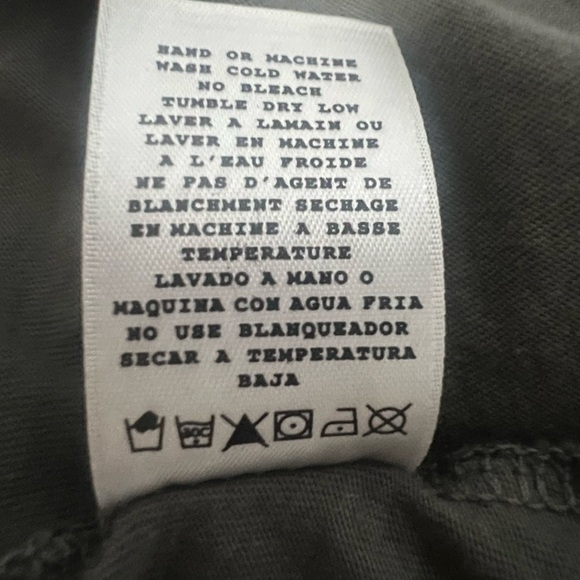 HAND OR MACHINE
WASH COLD WATER
NO BLEACH
TUMBLE DRY LOW
LAVER A LAMAIN OU
LAVER EN MACHINE
A L'EAU FROIDE
NE PAS D'AGENT DE
BLANCHMENT SECHAGE
EN MACHINE A BASSE
TEMPERATURE
LAVADO A MANO O
MAQUINA CON AGUA FRIA
NO USE BLANQUEADOR
SECAR A TEMPERATURA
BAJA
30C